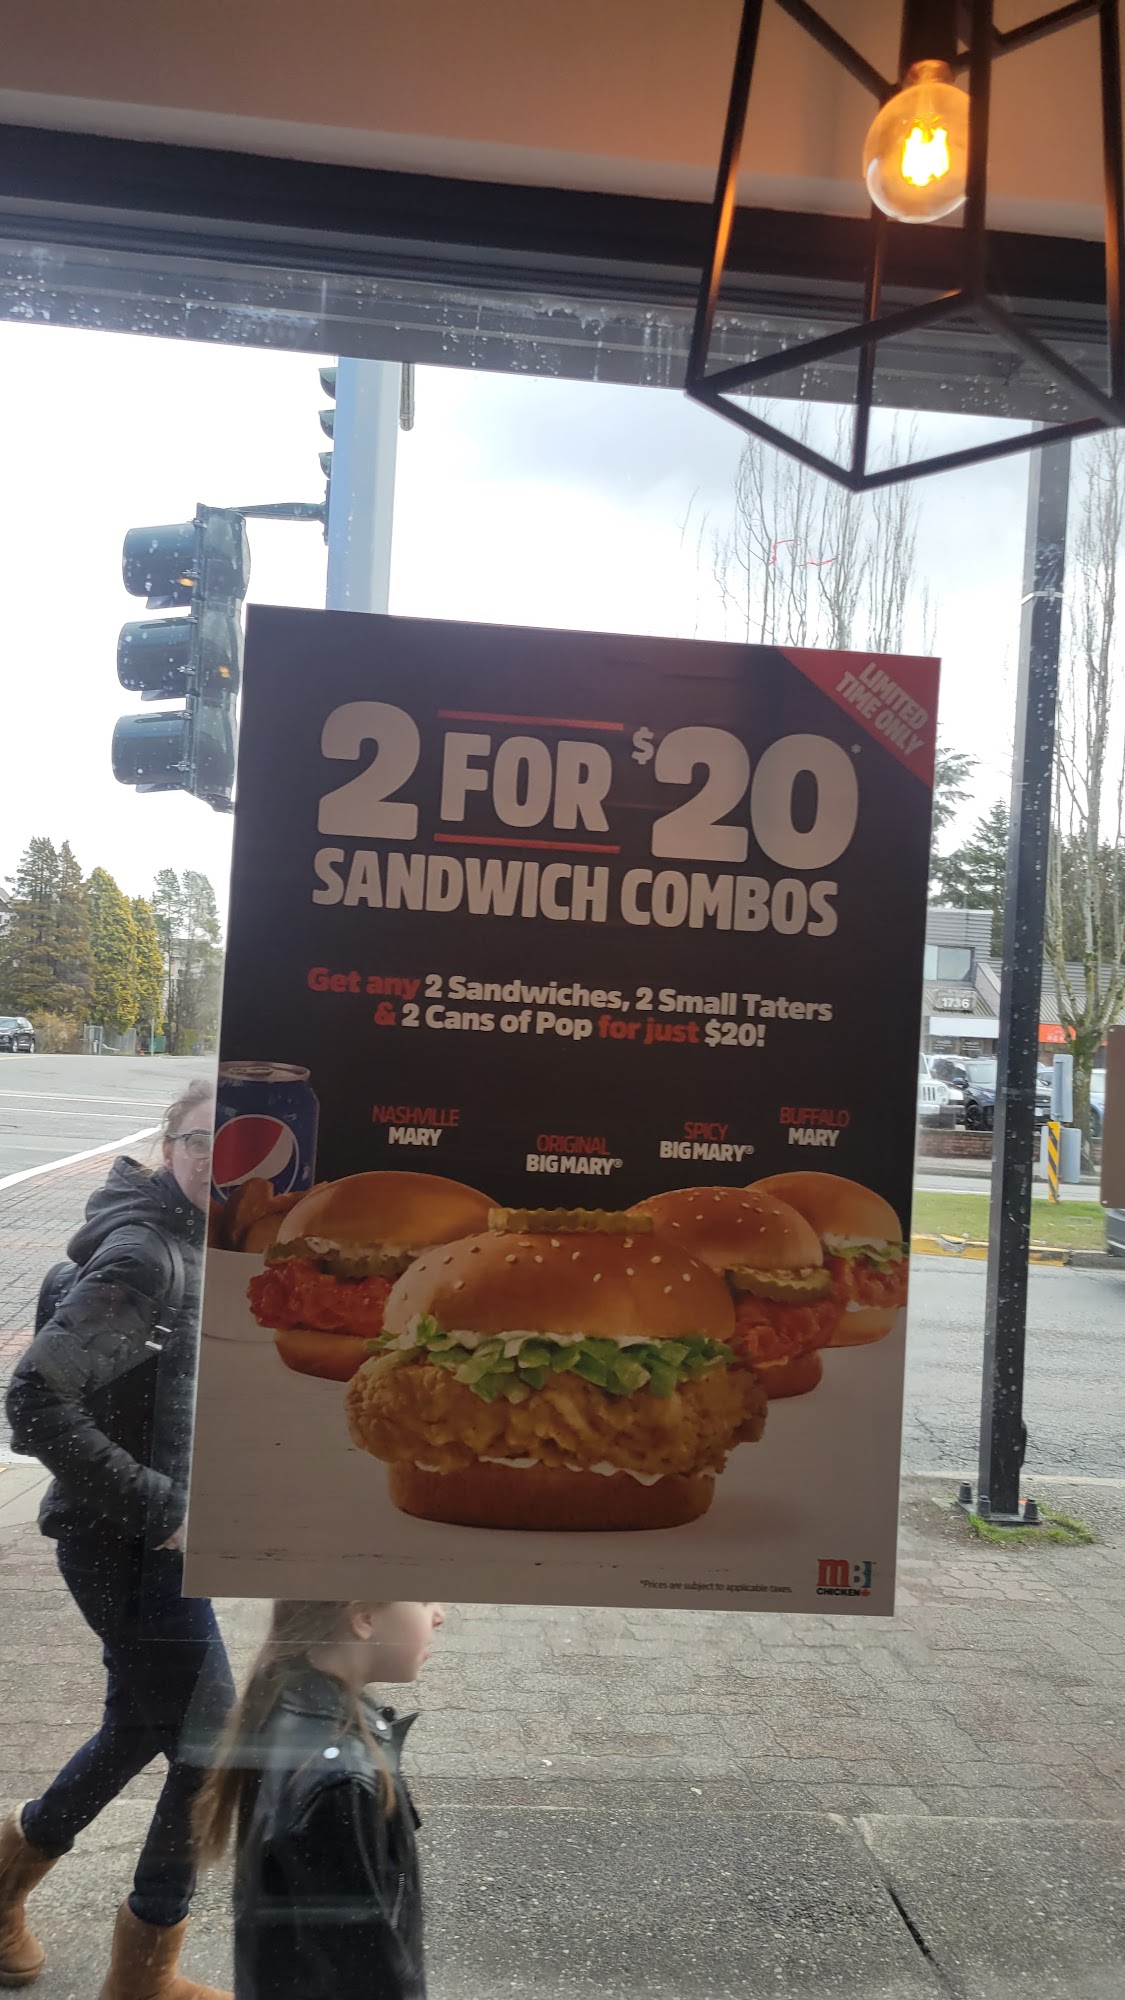 LIMITED
TIME ONLY
2 FOR $20*
SANDWICH COMBOS
Get any 2 Sandwiches, 2 Small Taters
& 2 Cans of Pop for just $20!
NASHVILLE
MARY
ORIGINAL
BIG MARY®
SPICY
BIG MARY®
BUFFALO
MARY
*Prices are subject to applicable taxes.
MB
CHICKEN
1736